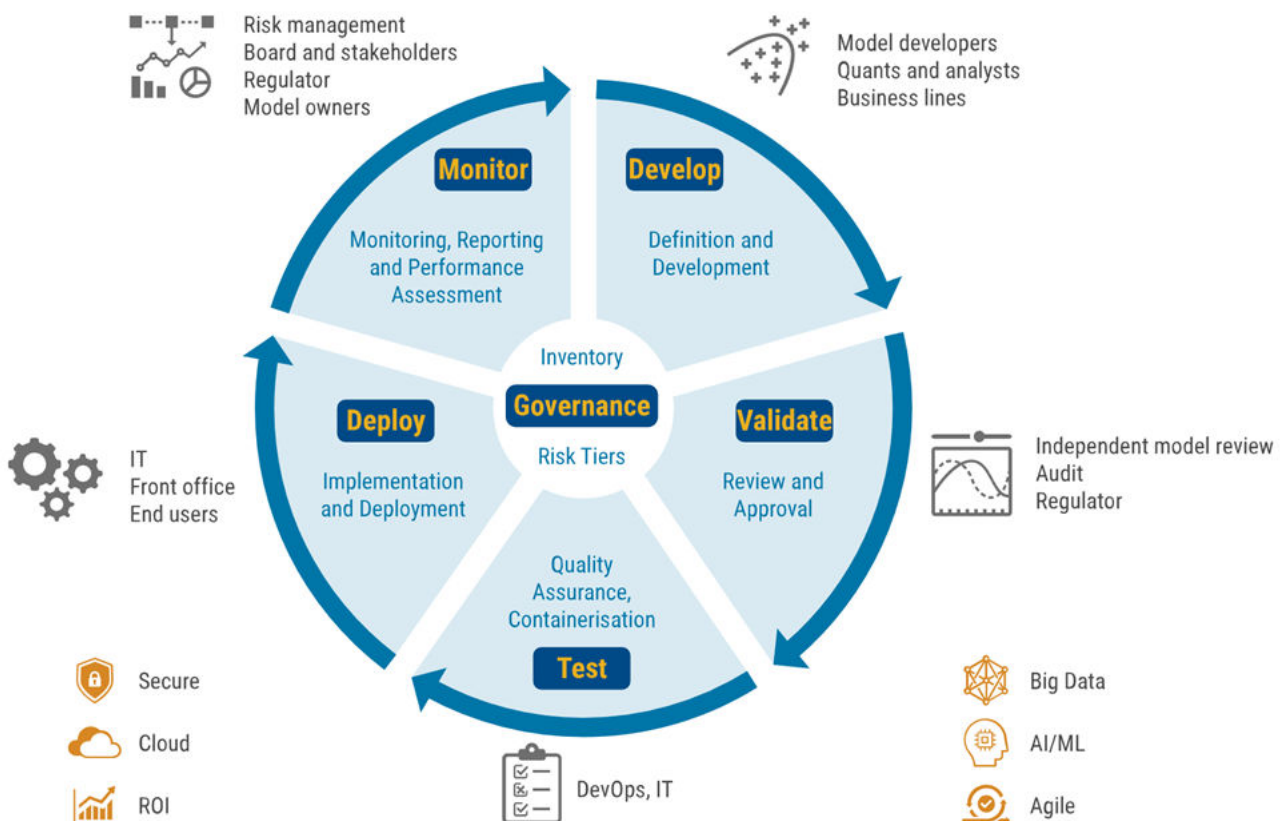 Risk management
Board and stakeholders
Regulator
Model owners
Model developers
Quants and analysts
Business lines
Monitor
Monitoring, Reporting
and Performance
Assessment
Develop
Definition and
Development
Inventory
Governance
Risk Tiers
Deploy
Implementation
and Deployment
Validate
Review and
Approval
IT
Front office
End users
Independent model review
Audit
Regulator
Quality
Assurance,
Containerisation
Test
DevOps, IT
Secure
Cloud
ROI
Big Data
AI/ML
Agile